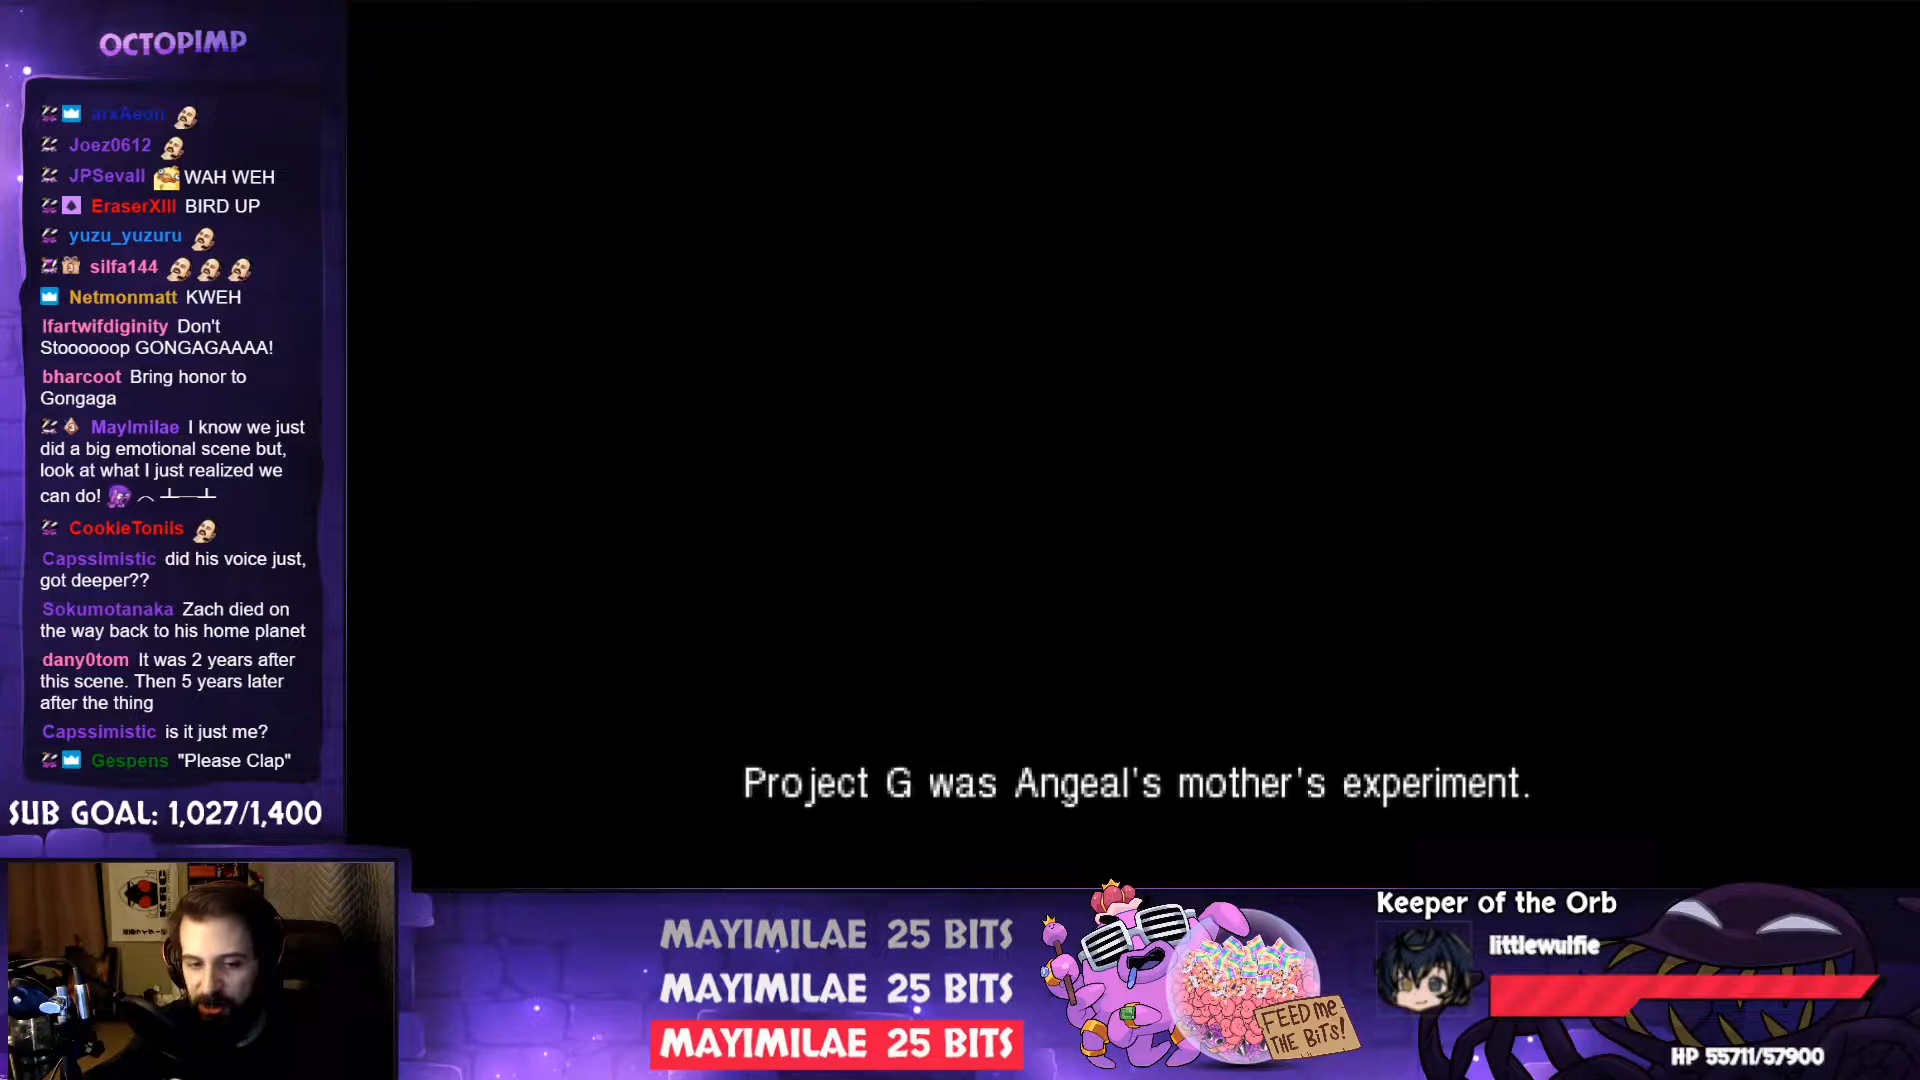 OCTOPIMP
arxAeon
Joez0612
JPSevall WAH WEH
EraserXIII BIRD UP
yuzu_yuzuru
silfa144
Netmonmatt KWEH
Ifartwifdiginity Don't
Stoooooop GONGAGAAAA!
bharcoot Bring honor to
Gongaga
MayImilae I know we just
did a big emotional scene but,
look at what I just realized we
can do!
CookieToniis
Capssimistic did his voice just,
got deeper??
Sokumotanaka Zach died on
the way back to his home planet
dany0tom It was 2 years after
this scene. Then 5 years later
after the thing
Capssimistic is it just me?
Gespens "Please Clap"
SUB GOAL: 1,027/1,400
Project G was Angeal's mother's experiment.
MAYIMILAE 25 BITS
MAYIMILAE 25 BITS
MAYIMILAE 25 BITS
FEED ME
THE BITS!
Keeper of the Orb
littlewulfie
HP 55711/57900